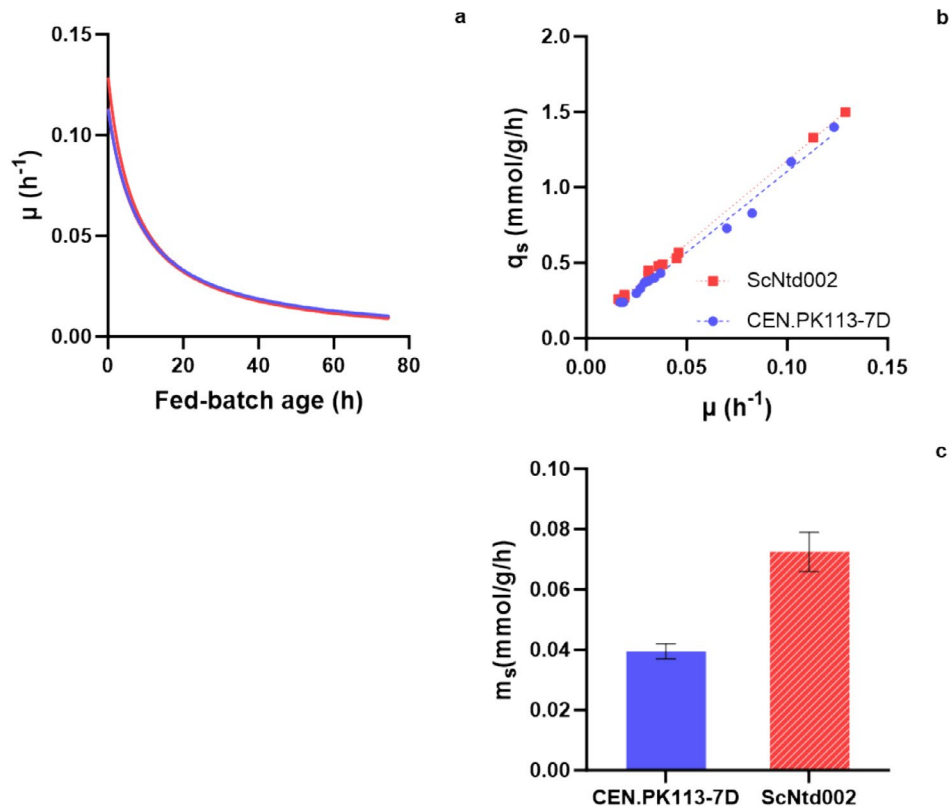 a
0.15
0.10
0.05
0.00
µ (h⁻¹)
0
20
40
60
80
Fed-batch age (h)
b
2.0
1.5
1.0
0.5
0.0
qₛ (mmol/g/h)
ScNtd002
CEN.PK113-7D
0.00
0.05
0.10
0.15
µ (h⁻¹)
c
0.10
0.08
0.06
0.04
0.02
0.00
mₛ(mmol/g/h)
CEN.PK113-7D
ScNtd002